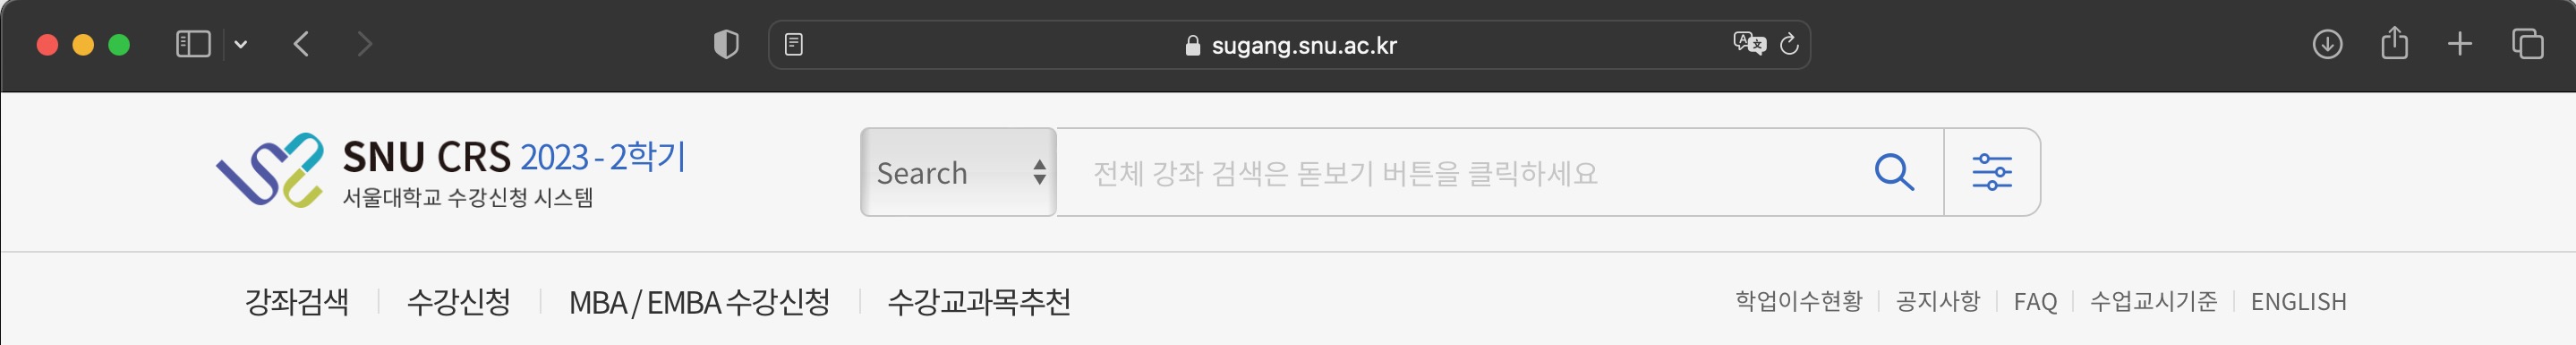 sugang.snu.ac.kr
SNU CRS 2023 - 2학기
서울대학교 수강신청 시스템
Search
전체 강좌 검색은 돋보기 버튼을 클릭하세요
강좌검색 수강신청 MBA / EMBA 수강신청 수강교과목추천
학업이수현황 공지사항 FAQ 수업교시기준 ENGLISH